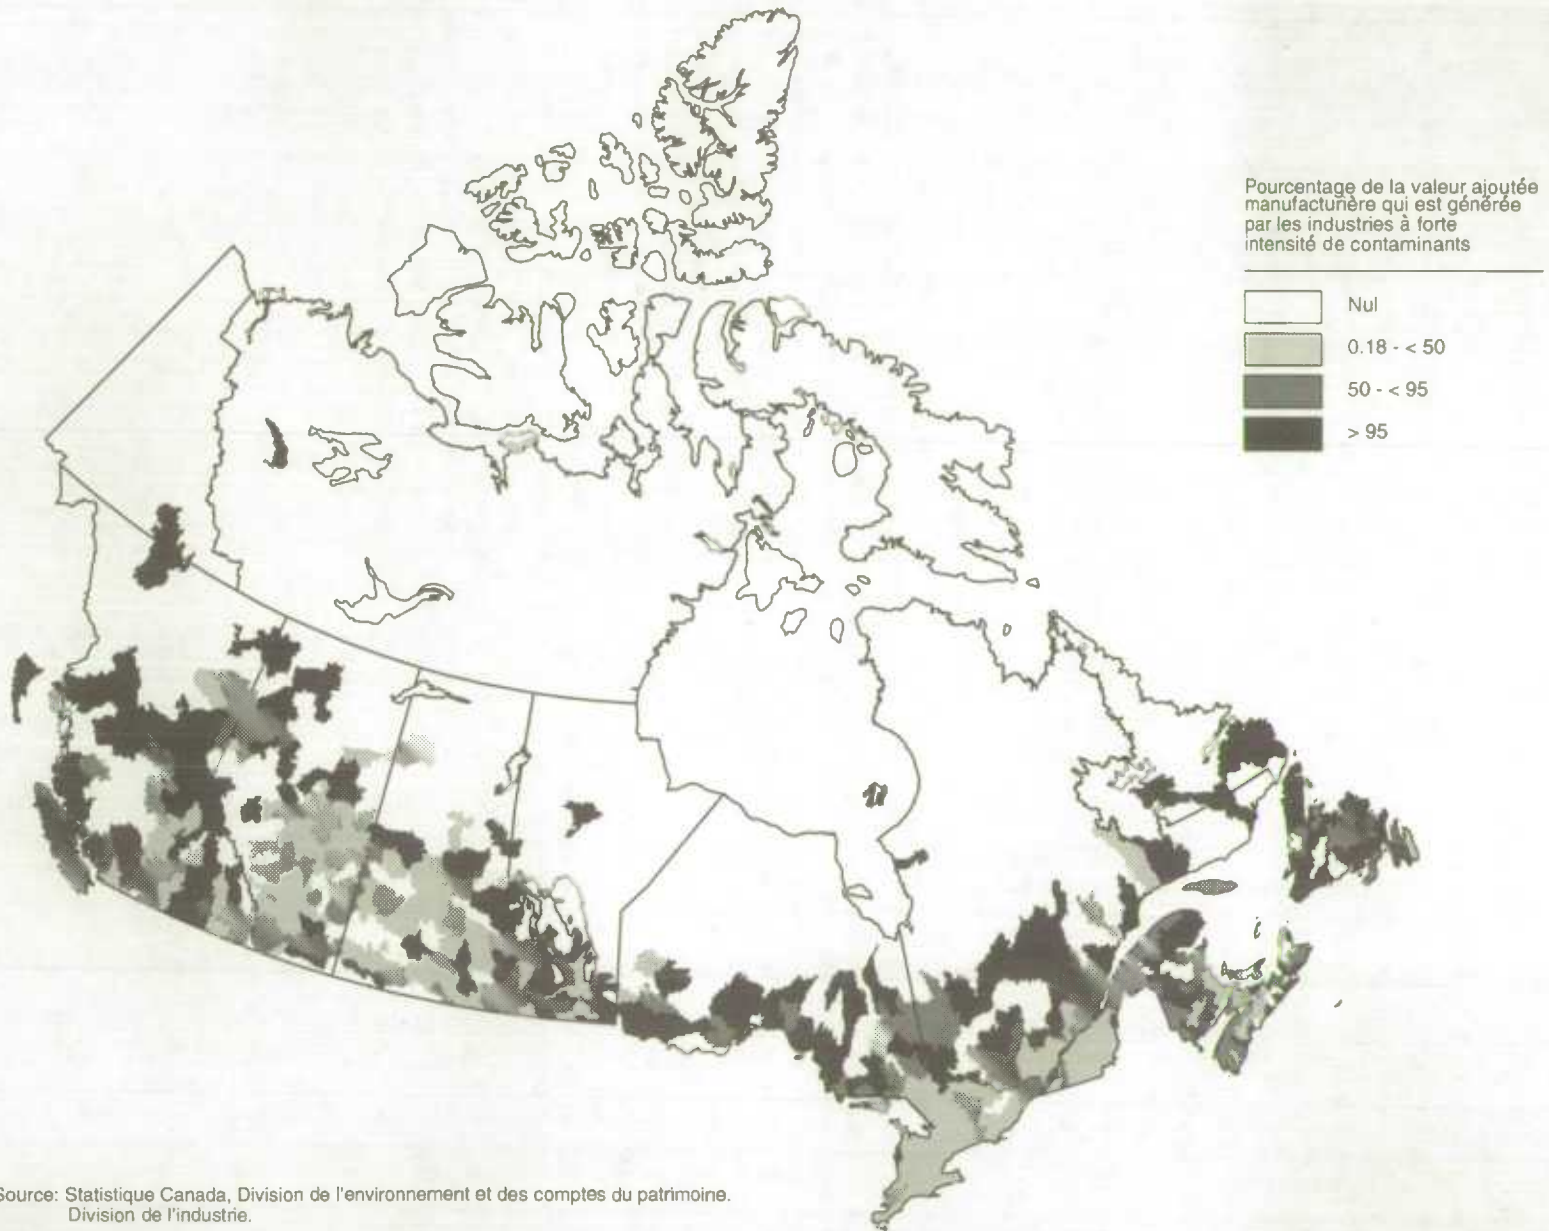 Pourcentage de la valeur ajoutée
manufacturière qui est générée
par les industries à forte
intensité de contaminants
Nul
0.18 - < 50
50 - < 95
> 95
Source: Statistique Canada, Division de l'environnement et des comptes du patrimoine.
Division de l'industrie.